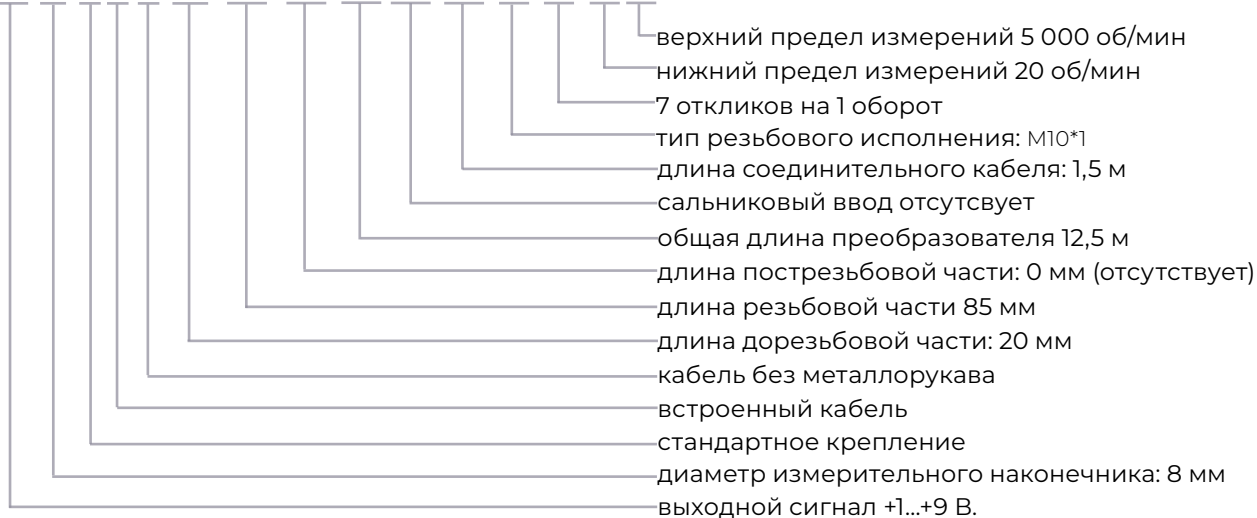 верхний предел измерений 5 000 об/мин
нижний предел измерений 20 об/мин
7 откликов на 1 оборот
тип резьбового исполнения: М10*1
длина соединительного кабеля: 1,5 м
сальниковый ввод отсутсвует
общая длина преобразователя 12,5 м
длина пострезьбовой части: 0 мм (отсутствует)
длина резьбовой части 85 мм
длина дорезьбовой части: 20 мм
кабель без металлорукава
встроенный кабель
стандартное крепление
диаметр измерительного наконечника: 8 мм
выходной сигнал +1...+9 В.